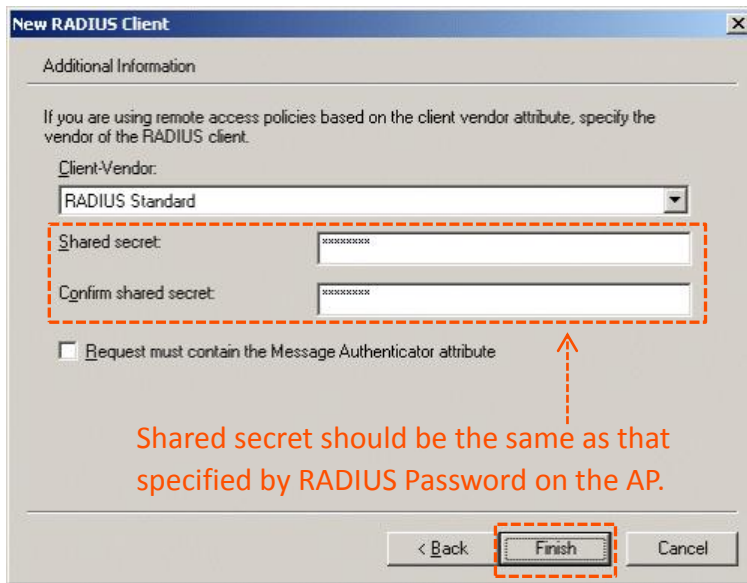 New RADIUS Client
Additional Information
If you are using remote access policies based on the client vendor attribute, specify the
vendor of the RADIUS client.
Client-Vendor:
RADIUS Standard
Shared secret:
********
Confirm shared secret:
********
Request must contain the Message Authenticator attribute
Shared secret should be the same as that
specified by RADIUS Password on the AP.
< Back
Finish
Cancel